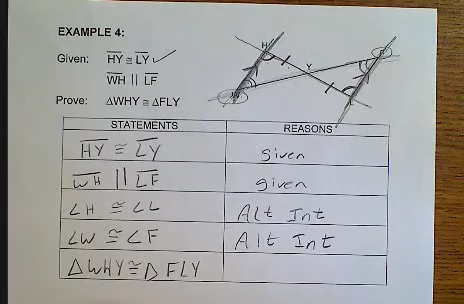 EXAMPLE 4:
Given: HY ≅ LY ✓
WH || LF
Prove: ΔWHY ≅ ΔFLY
H
Y
F
W
L
STATEMENTS REASONS
HY ≅ LY given
WH || LF given
∠H ≅ ∠L Alt Int
∠W ≅ ∠F Alt Int
ΔWHY ≅ ΔFLY